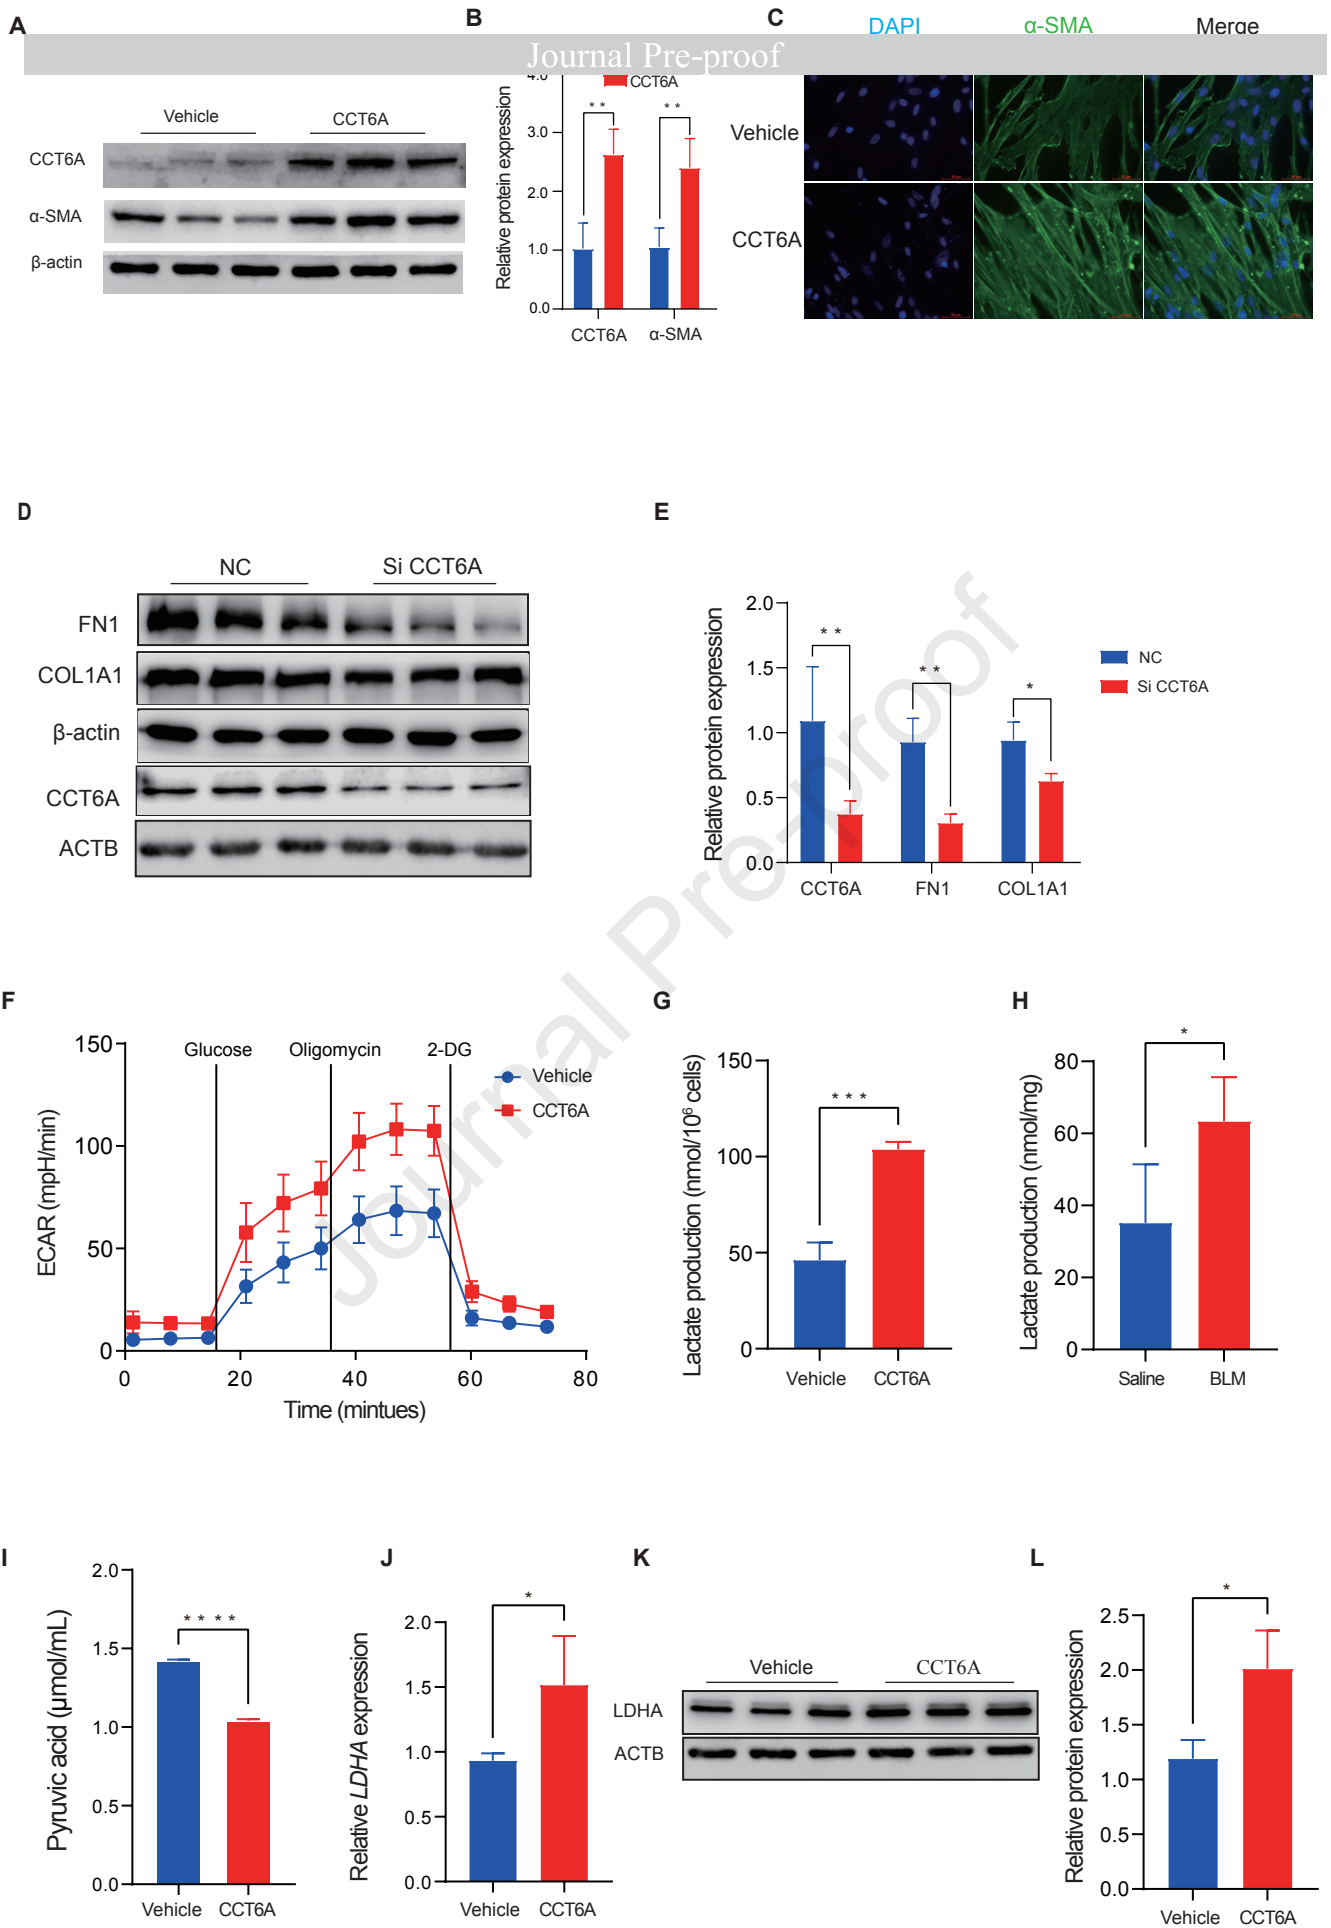 A
B
C
DAPI
α-SMA
Merge
Journal Pre-proof
Vehicle
CCT6A
CCT6A
α-SMA
β-actin
Relative protein expression
4.0
3.0
2.0
1.0
0.0
CCT6A
* *
* *
CCT6A
α-SMA
Vehicle
CCT6A
D
NC
Si CCT6A
FN1
COL1A1
β-actin
CCT6A
ACTB
E
Relative protein expression
2.0
1.5
1.0
0.5
0.0
* *
* *
*
CCT6A
FN1
COL1A1
NC
Si CCT6A
Journal Pre-proof
F
ECAR (mpH/min)
150
100
50
0
Glucose
Oligomycin
2-DG
Vehicle
CCT6A
0
20
40
60
80
Time (mintues)
G
Lactate production (nmol/10⁶ cells)
150
100
50
0
* * *
Vehicle
CCT6A
H
Lactate production (nmol/mg)
80
60
40
20
0
*
Saline
BLM
I
Pyruvic acid (μmol/mL)
2.0
1.5
1.0
0.5
0.0
* * * *
Vehicle
CCT6A
J
Relative LDHA expression
2.0
1.5
1.0
0.5
0.0
*
Vehicle
CCT6A
K
Vehicle
CCT6A
LDHA
ACTB
L
Relative protein expression
2.5
2.0
1.5
1.0
0.5
0.0
*
Vehicle
CCT6A